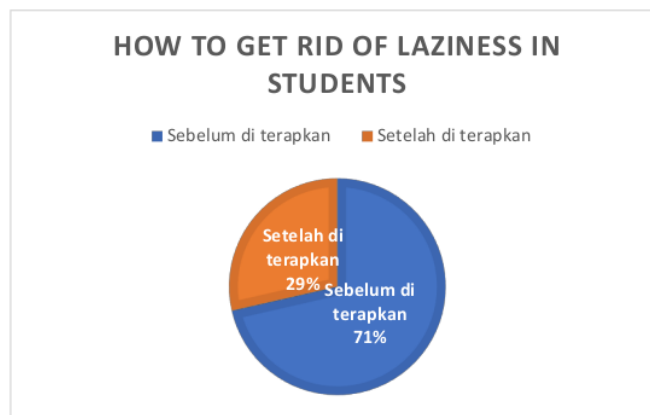 HOW TO GET RID OF LAZINESS IN
STUDENTS
Sebelum di terapkan
Setelah di terapkan
Setelah di
terapkan
29%
Sebelum di
terapkan
71%